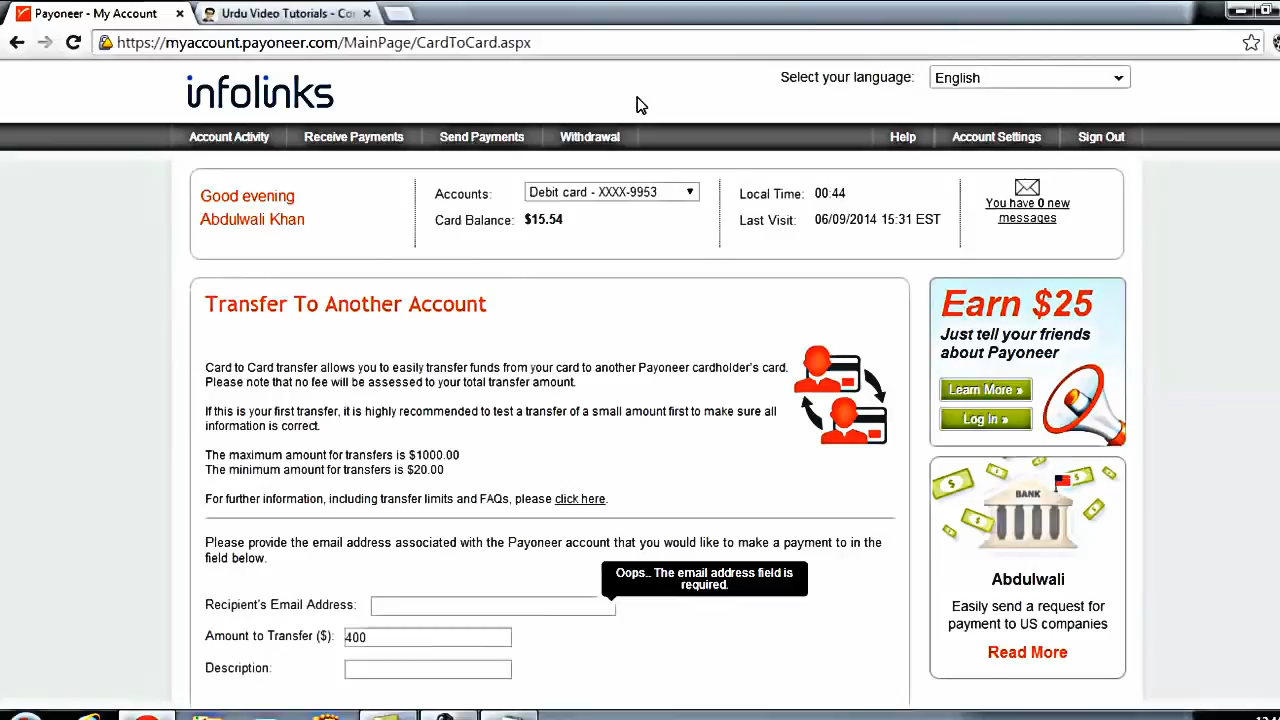 Payoneer - My Account
Urdu Video Tutorials - Co
https://myaccount.payoneer.com/MainPage/CardToCard.aspx
infolinks
Select your language: English
Account Activity Receive Payments Send Payments Withdrawal Help Account Settings Sign Out
Good evening
Abdulwali Khan
Accounts: Debit card - XXXX-9953
Card Balance: $15.54
Local Time: 00:44
Last Visit: 06/09/2014 15:31 EST
You have 0 new
messages
Transfer To Another Account
Card to Card transfer allows you to easily transfer funds from your card to another Payoneer cardholder's card.
Please note that no fee will be assessed to your total transfer amount.
If this is your first transfer, it is highly recommended to test a transfer of a small amount first to make sure all
information is correct.
The maximum amount for transfers is $1000.00
The minimum amount for transfers is $20.00
For further information, including transfer limits and FAQs, please click here.
Please provide the email address associated with the Payoneer account that you would like to make a payment to in the
field below.
Oops.. The email address field is
required.
Recipient's Email Address:
Amount to Transfer ($): 400
Description:
Earn $25
Just tell your friends
about Payoneer
Learn More »
Log In »
BANK
Abdulwali
Easily send a request for
payment to US companies
Read More